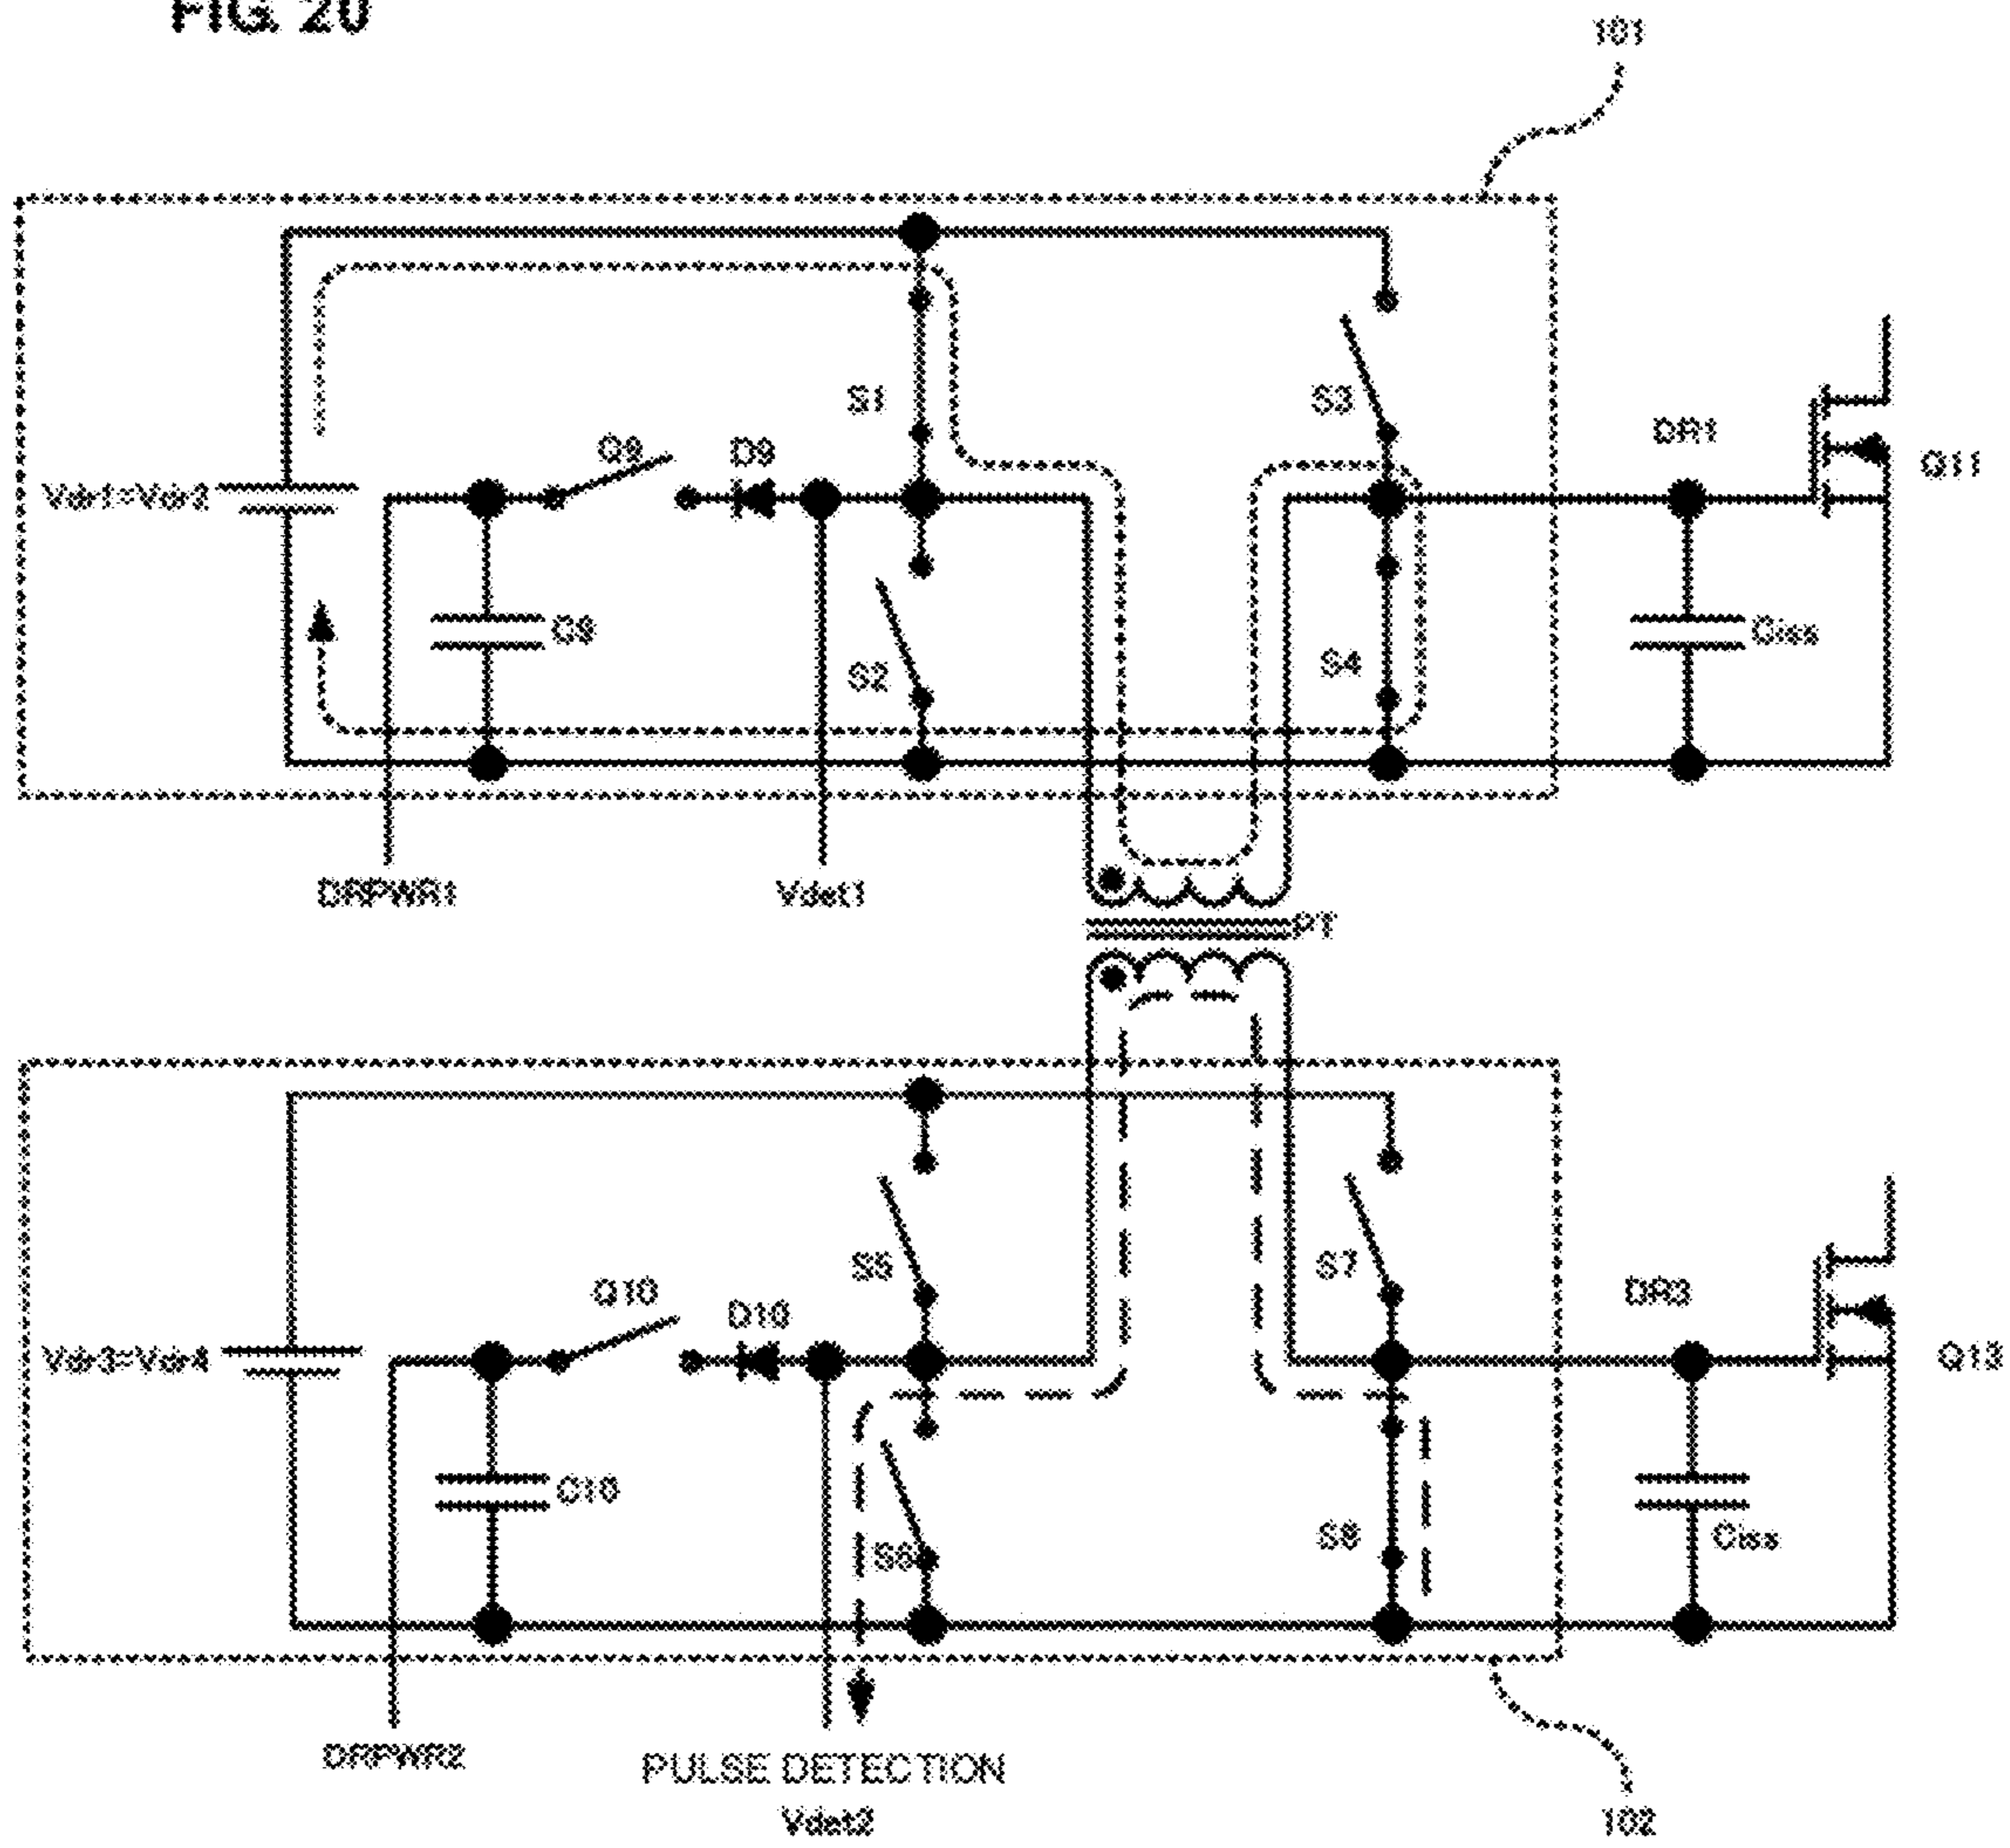 FIG. 20
101
S1
S3
Q9
D9
DR1
Q11
Vdr1=Vdr2
C9
Ciss
S2
S4
DRPWR1
Vdet1
PT
S5
S7
Q10
D10
DR3
Q13
Vdr3=Vdr4
C10
S6
S8
Ciss
DRPWR2
PULSE DETECTION
Vdet2
102